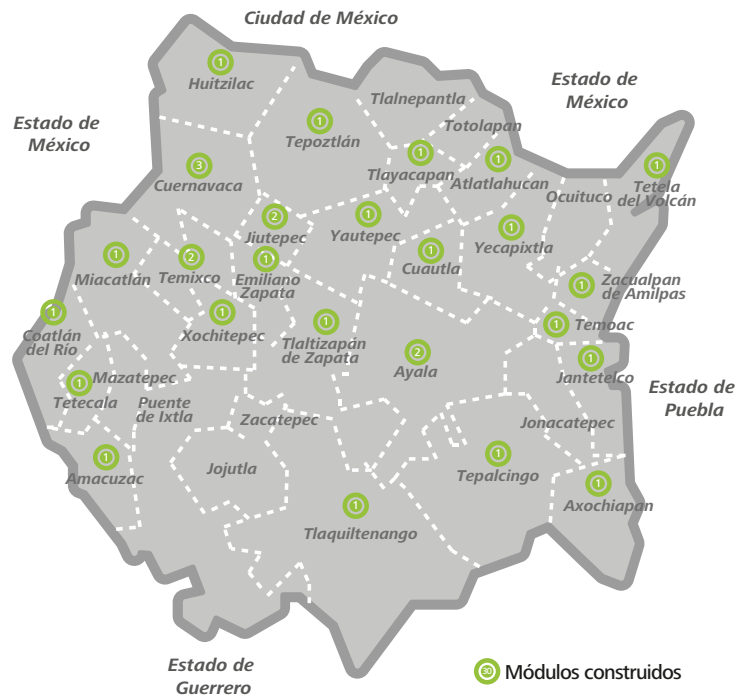 Ciudad de México
1
Huitzilac
Estado de
México
Tlalnepantla
Estado de
México
1
Tepoztlán
Totolapan
1
Tlayacapan
1
Atlatlahucan
3
Cuernavaca
1
Tetela
del Volcán
Ocuituco
2
Jiutepec
1
Yautepec
1
Yecapixtla
1
Miacatlán
2
Temixco
1
Emiliano
Zapata
1
Cuautla
1
Zacualpan
de Amilpas
1
Coatlán
del Río
1
Xochitepec
1
Tlaltizapán
de Zapata
2
Ayala
1
Temoac
1
Jantetelco
1
Tetecala
Mazatepec
Puente
de Ixtla
Zacatepec
Estado de
Puebla
Jonacatepec
1
Amacuzac
Jojutla
1
Tepalcingo
1
Axochiapan
1
Tlaquiltenango
Estado de
Guerrero
30 Módulos construidos